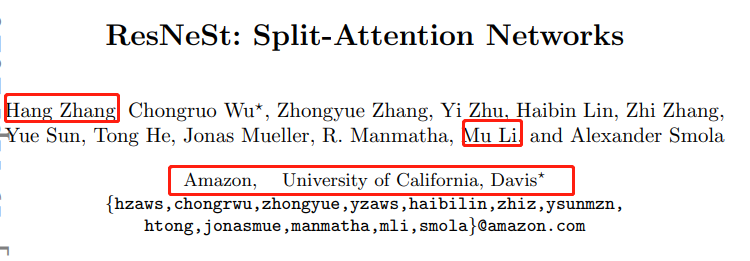 ResNeSt: Split-Attention Networks
Hang Zhang, Chongruo Wu⋆, Zhongyue Zhang, Yi Zhu, Haibin Lin, Zhi Zhang,
Yue Sun, Tong He, Jonas Mueller, R. Manmatha, Mu Li, and Alexander Smola
Amazon, University of California, Davis⋆
{hzaws,chongrwu,zhongyue,yzaws,haibilin,zhiz,ysunmzn,
htong,jonasmue,manmatha,mli,smola}@amazon.com